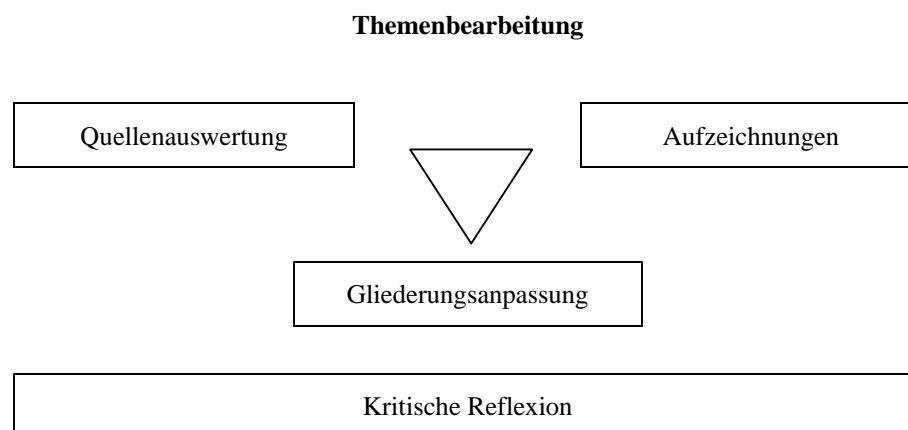 Themenbearbeitung
Quellenauswertung
Aufzeichnungen
Gliederungsanpassung
Kritische Reflexion